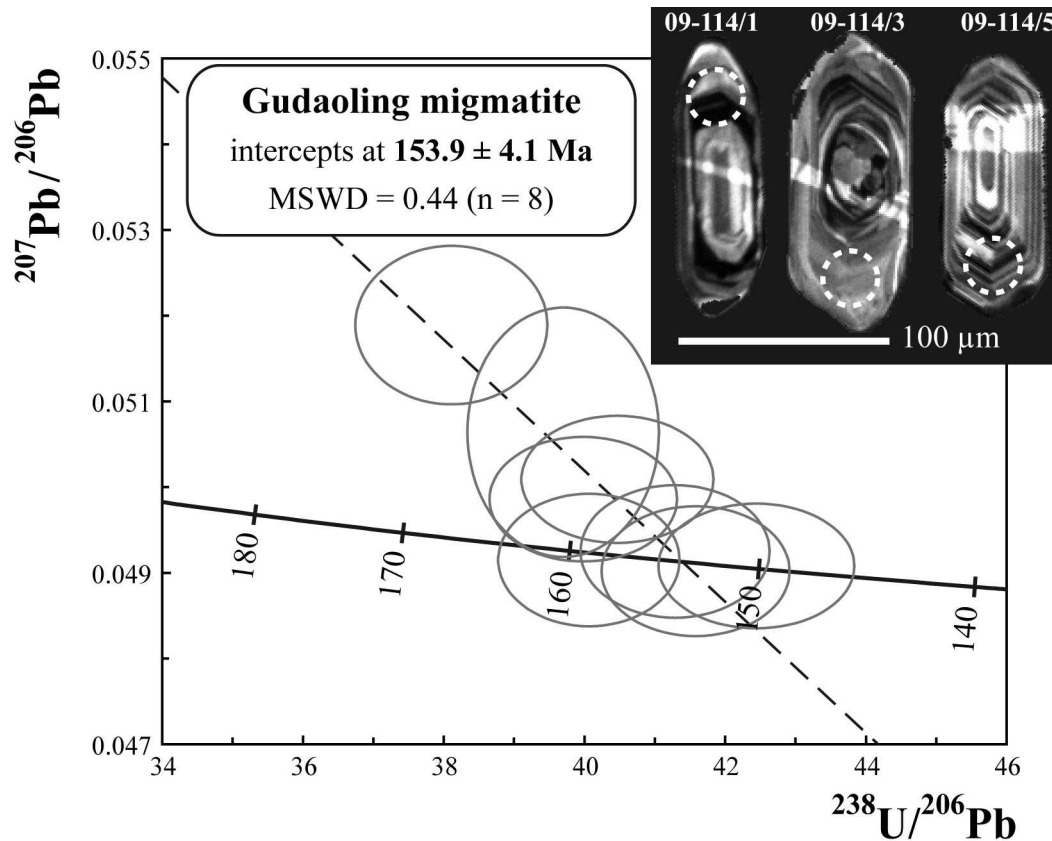 09-114/1 09-114/3 09-114/5
100 µm
Gudaoling migmatite
intercepts at 153.9 ± 4.1 Ma
MSWD = 0.44 (n = 8)
²⁰⁷Pb/²⁰⁶Pb
0.055
0.053
0.051
0.049
0.047
180
170
160
150
140
34 36 38 40 42 44 46
²³⁸U/²⁰⁶Pb